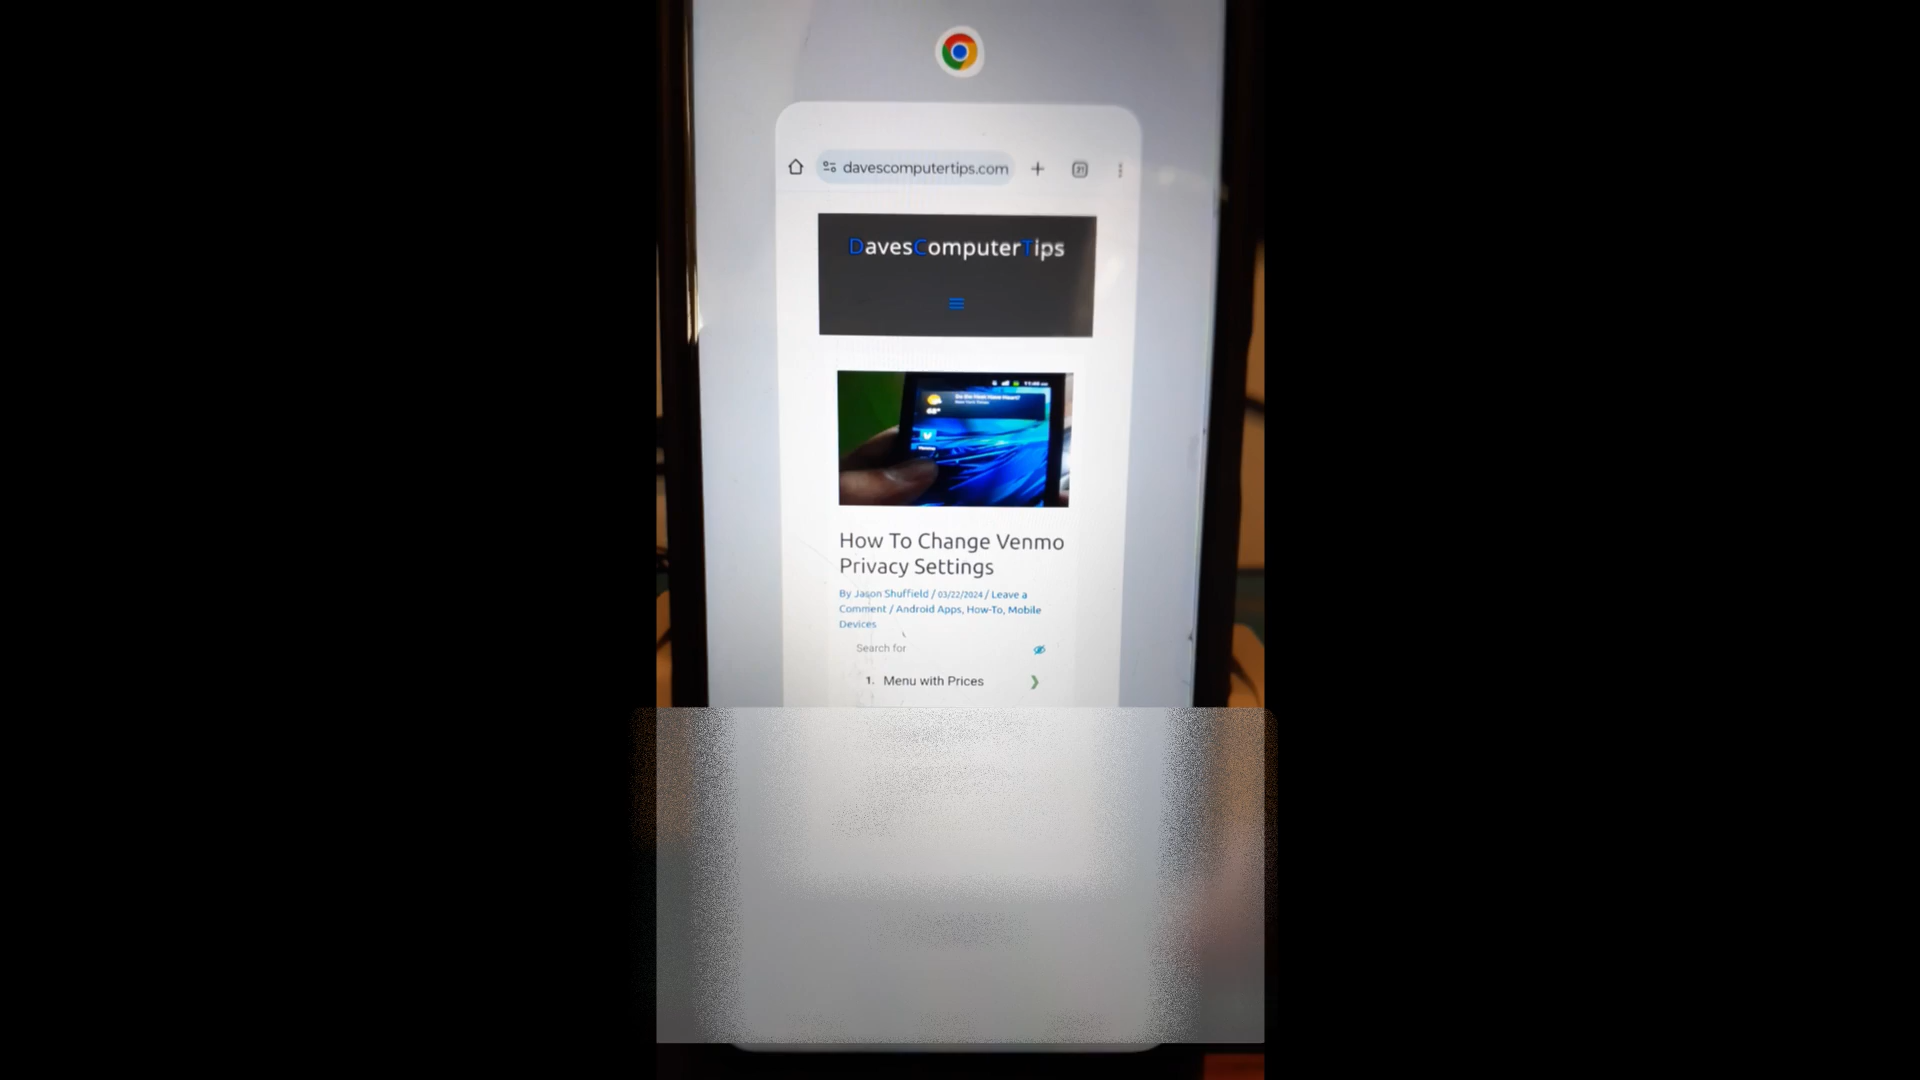 davescomputertips.com
21
DavesComputerTips
How To Change Venmo
Privacy Settings
By Jason Shuffield / 03/22/2024 / Leave a
Comment / Android Apps, How-To, Mobile
Devices
Search for
1. Menu with Prices